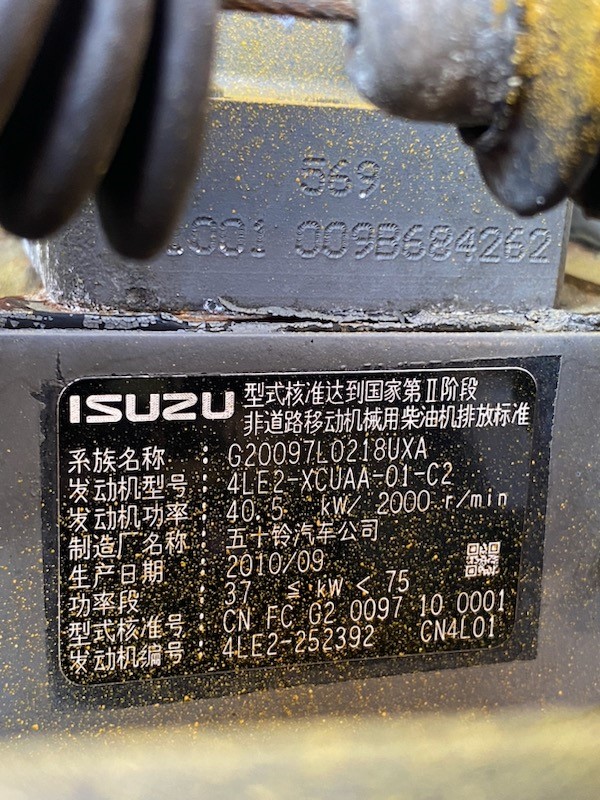 569
001 009B684262
ISUZU
型式核准达到国家第Ⅱ阶段
非道路移动机械用柴油机排放标准
系族名称 : G20097L0218UXA
发动机型号 : 4LE2-XCUAA-01-C2
发动机功率 : 40.5 kW/ 2000 r/min
制造厂名称 : 五十铃汽车公司
生产日期 : 2010/09
功率段 : 37 ≤ kW < 75
型式核准号 : CN FC G2 0097 10 0001
发动机编号 : 4LE2-252392 CN4L01